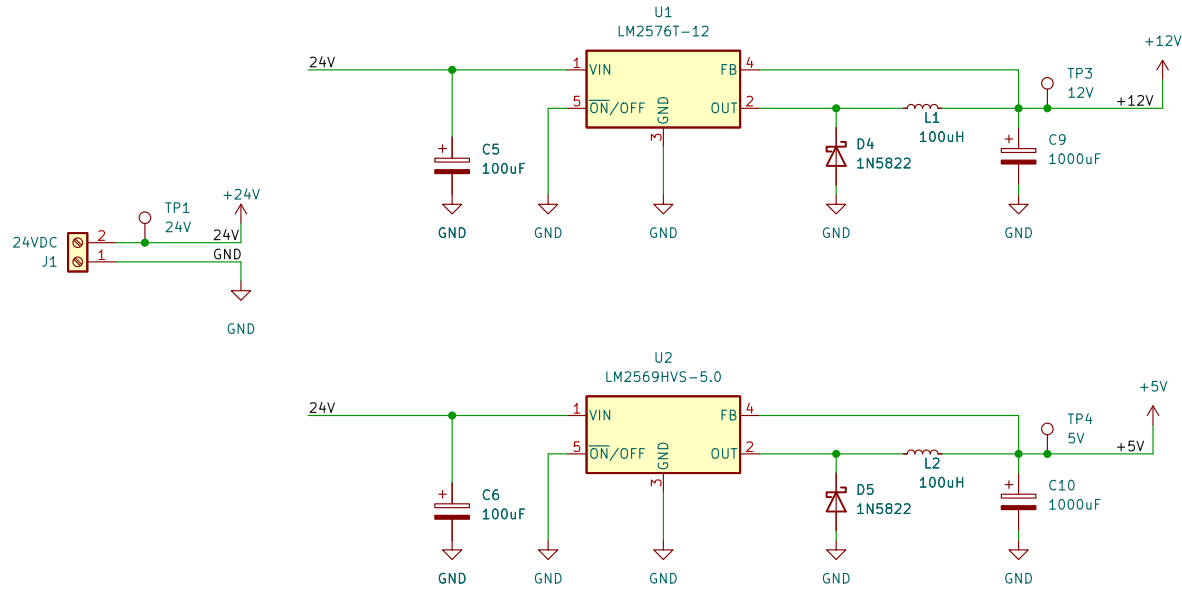 U1
LM2576T-12
24V
1
VIN
FB
4
5
ON/OFF
GND
OUT
2
3
C5
100uF
+
L1
100uH
D4
1N5822
TP3
12V
+12V
+12V
C9
1000uF
+
GND
GND
GND
GND
GND
TP1
24V
+24V
24VDC
J1
2
1
24V
GND
GND
U2
LM2569HVS-5.0
24V
1
VIN
FB
4
5
ON/OFF
GND
OUT
2
3
C6
100uF
+
L2
100uH
D5
1N5822
TP4
5V
+5V
+5V
C10
1000uF
+
GND
GND
GND
GND
GND